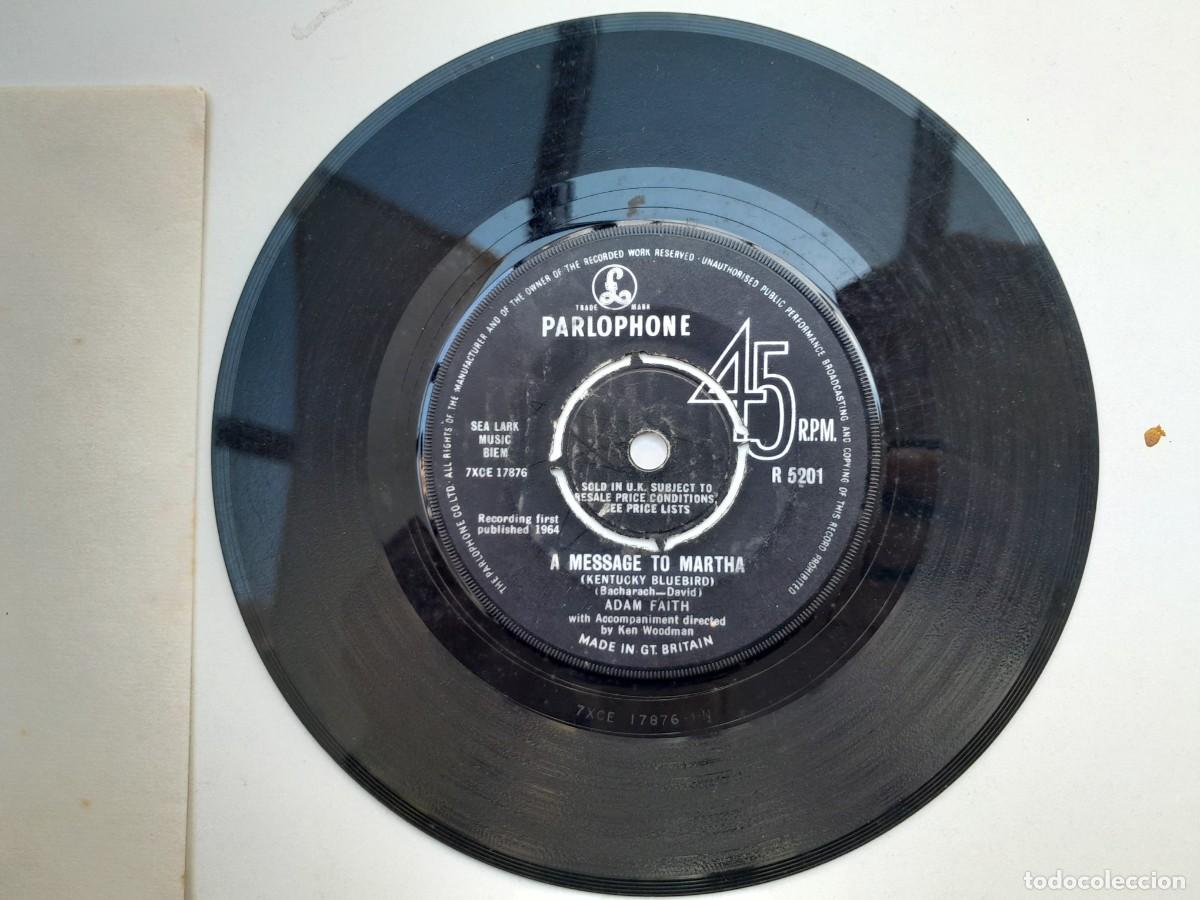 THE PARLOPHONE CO. LTD. · ALL RIGHTS OF THE MANUFACTURER AND OF THE OWNER OF THE RECORDED WORK RESERVED · UNAUTHORISED PUBLIC PERFORMANCE BROADCASTING AND COPYING OF THIS RECORD PROHIBITED
£
TRADE MARK
PARLOPHONE
45 R.P.M.
SEA LARK
MUSIC
BIEM
7XCE 17876
R 5201
SOLD IN U.K. SUBJECT TO
RESALE PRICE CONDITIONS,
SEE PRICE LISTS
Recording first
published 1964
A MESSAGE TO MARTHA
(KENTUCKY BLUEBIRD)
(Bacharach—David)
ADAM FAITH
with Accompaniment directed
by Ken Woodman
MADE IN GT. BRITAIN
7XCE 17876
todocoleccion